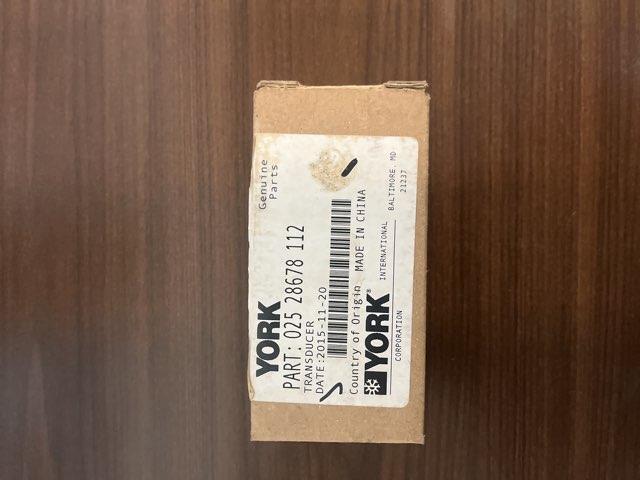 YORK
Genuine
Parts
PART: 025 28678 112
TRANSDUCER
DATE:2015-11-20
Country of Origin MADE IN CHINA
YORK®
INTERNATIONAL
CORPORATION
BALTIMORE, MD
21237